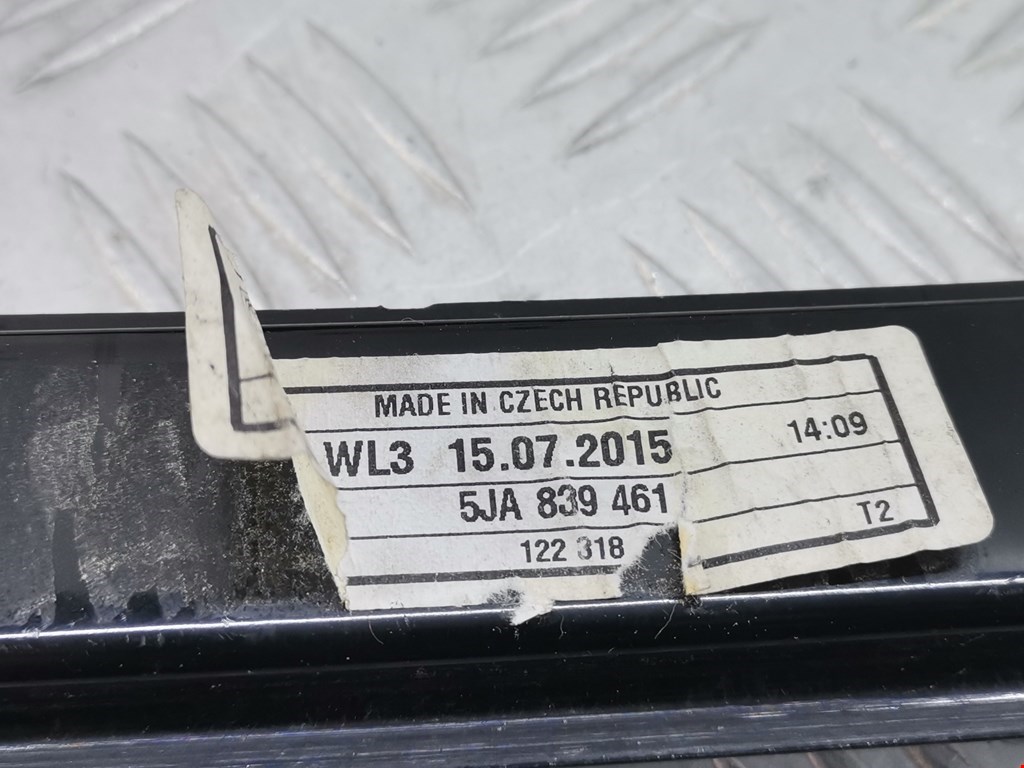 MADE IN CZECH REPUBLIC
WL3 15.07.2015 14:09
5JA 839 461
122 318 T2